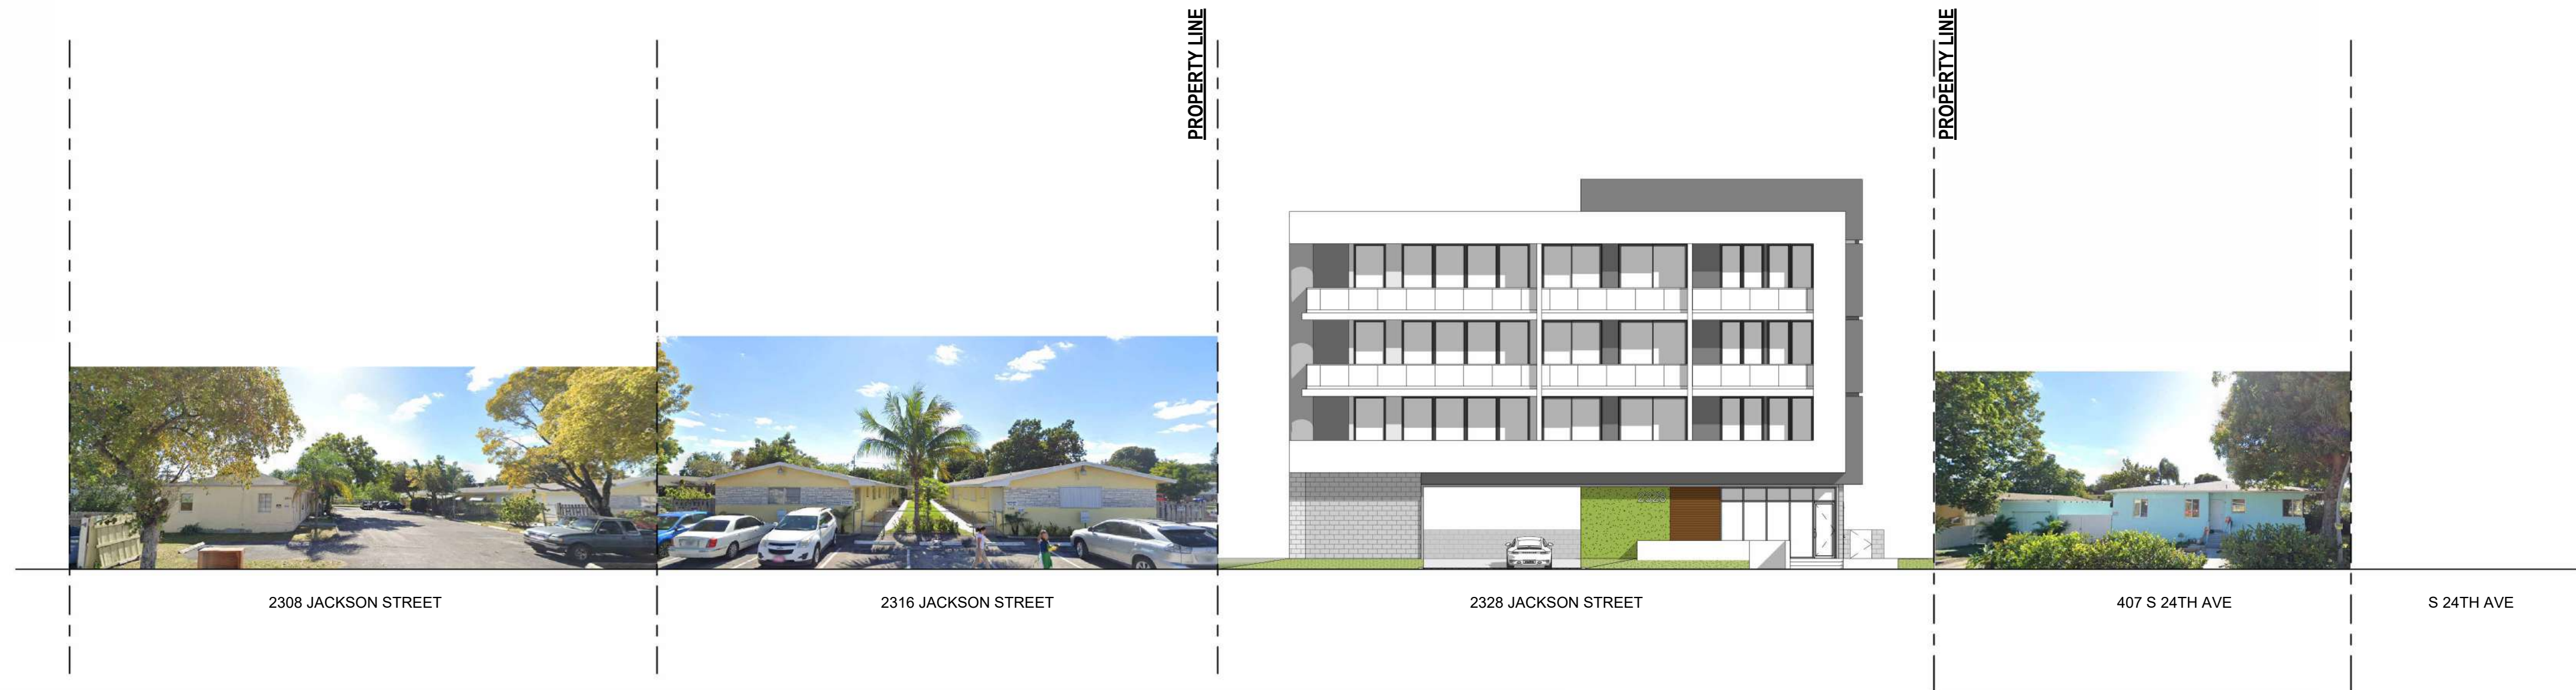 PROPERTY LINE
PROPERTY LINE
2308 JACKSON STREET
2316 JACKSON STREET
2328 JACKSON STREET
407 S 24TH AVE
S 24TH AVE